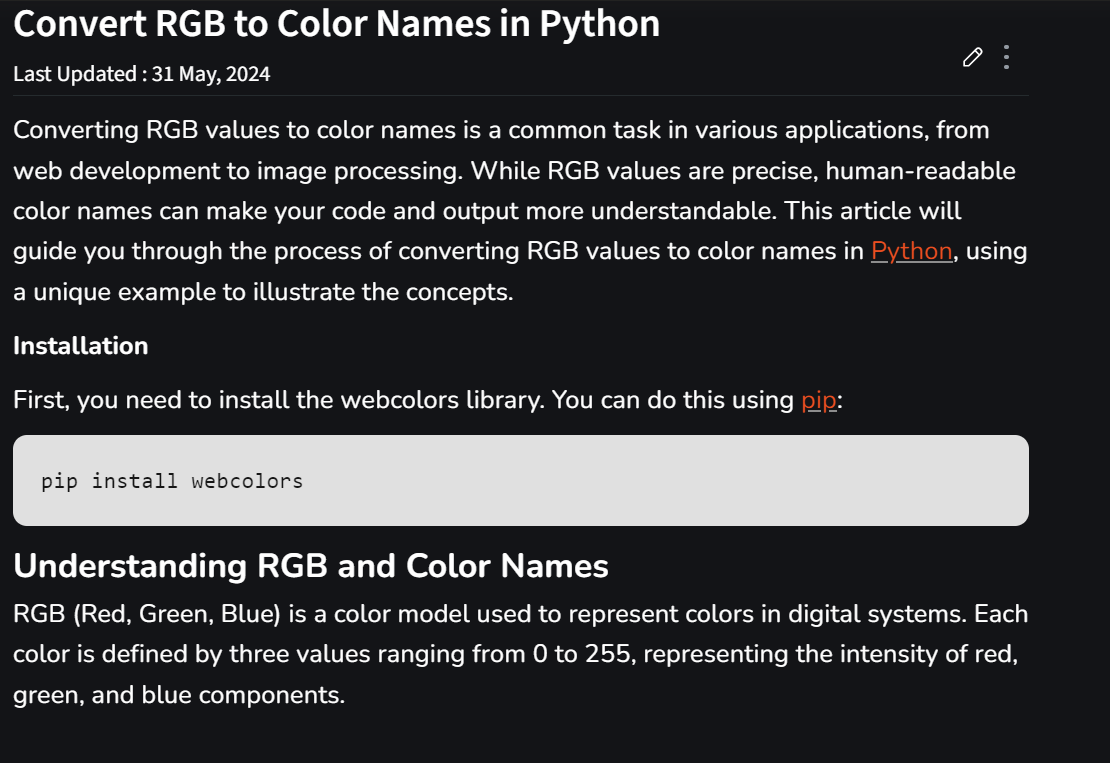 Convert RGB to Color Names in Python
Last Updated : 31 May, 2024
Converting RGB values to color names is a common task in various applications, from
web development to image processing. While RGB values are precise, human-readable
color names can make your code and output more understandable. This article will
guide you through the process of converting RGB values to color names in Python, using
a unique example to illustrate the concepts.
Installation
First, you need to install the webcolors library. You can do this using pip:
pip install webcolors
Understanding RGB and Color Names
RGB (Red, Green, Blue) is a color model used to represent colors in digital systems. Each
color is defined by three values ranging from 0 to 255, representing the intensity of red,
green, and blue components.